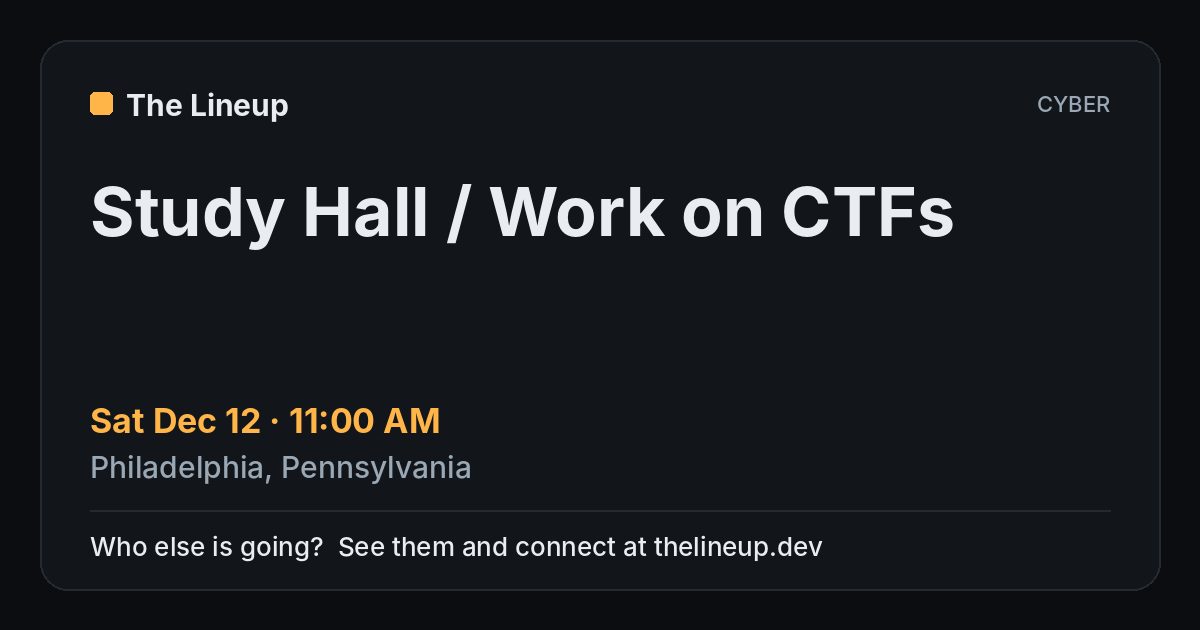 The Lineup
CYBER
Study Hall / Work on CTFs
Sat Dec 12 · 11:00 AM
Philadelphia, Pennsylvania
Who else is going? See them and connect at thelineup.dev